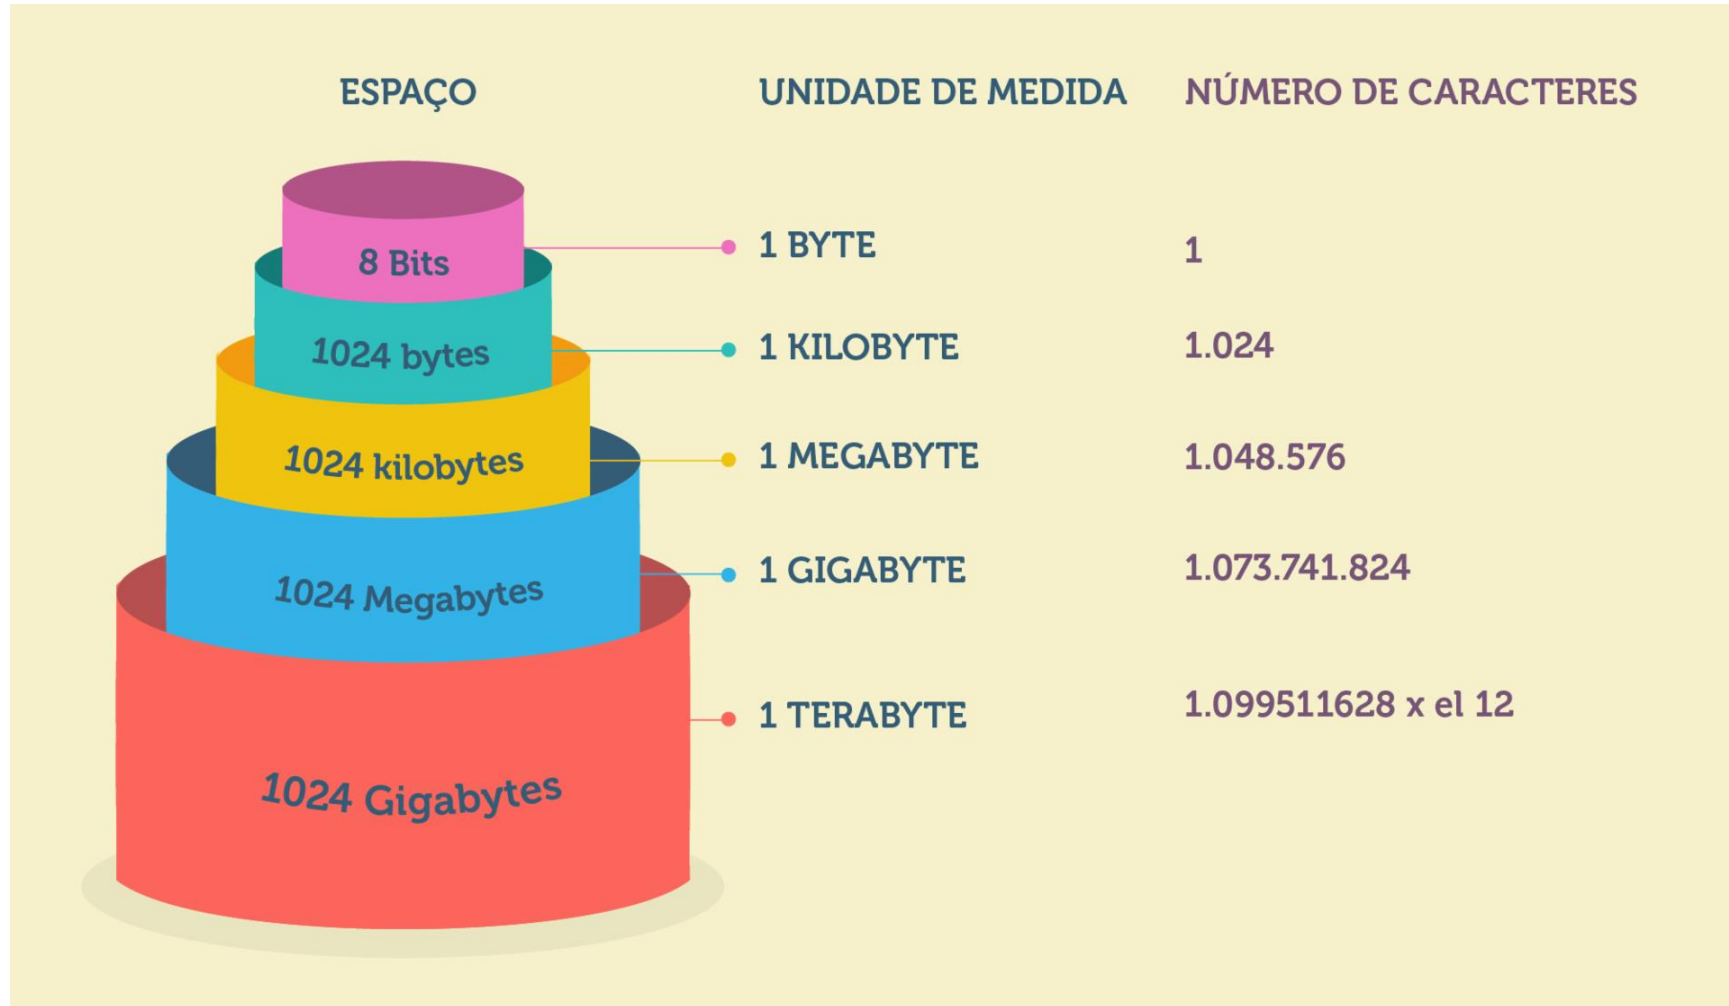 ESPAÇO UNIDADE DE MEDIDA NÚMERO DE CARACTERES
8 Bits 1 BYTE 1
1024 bytes 1 KILOBYTE 1.024
1024 kilobytes 1 MEGABYTE 1.048.576
1024 Megabytes 1 GIGABYTE 1.073.741.824
1024 Gigabytes 1 TERABYTE 1.099511628 x el 12